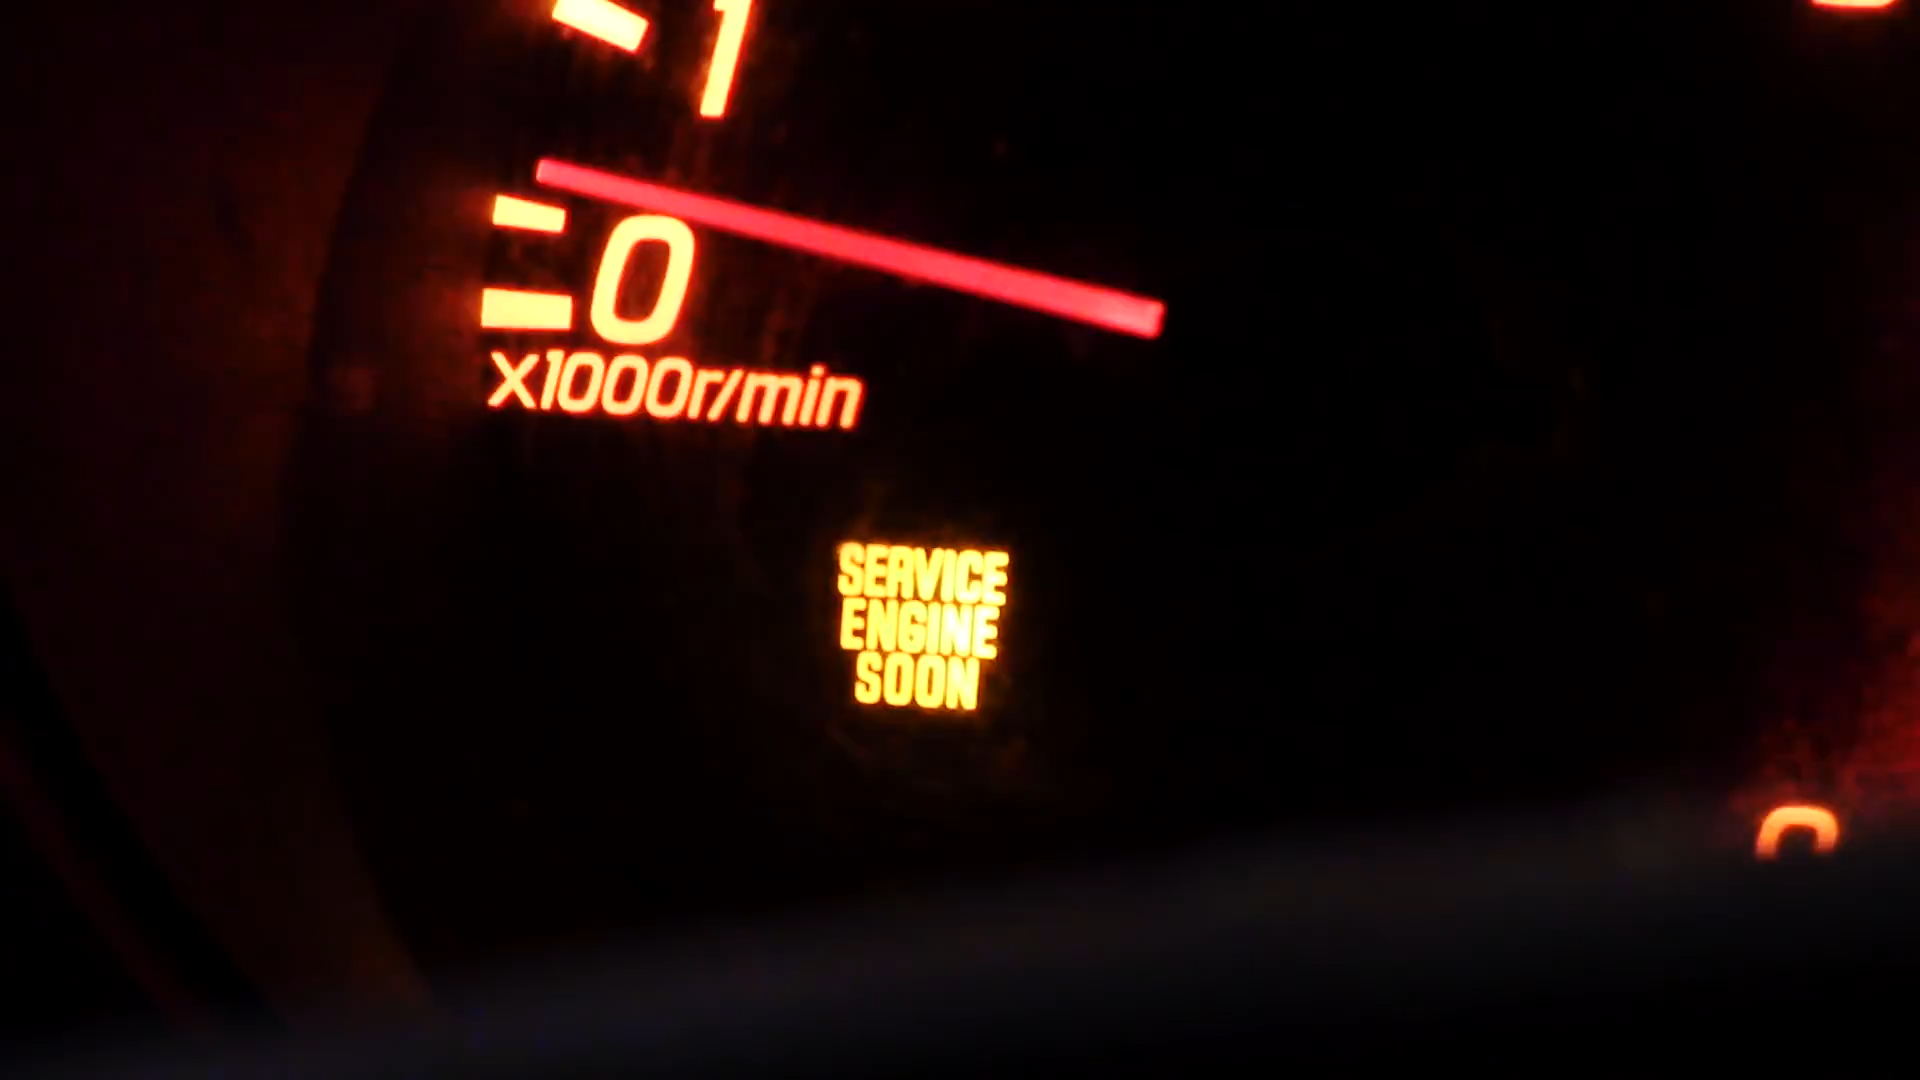 1
0
x1000r/min
SERVICE
ENGINE
SOON